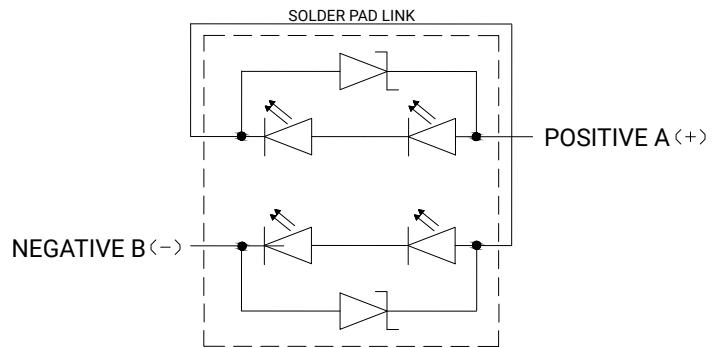 SOLDER PAD LINK
POSITIVE A（+）
NEGATIVE B（-）